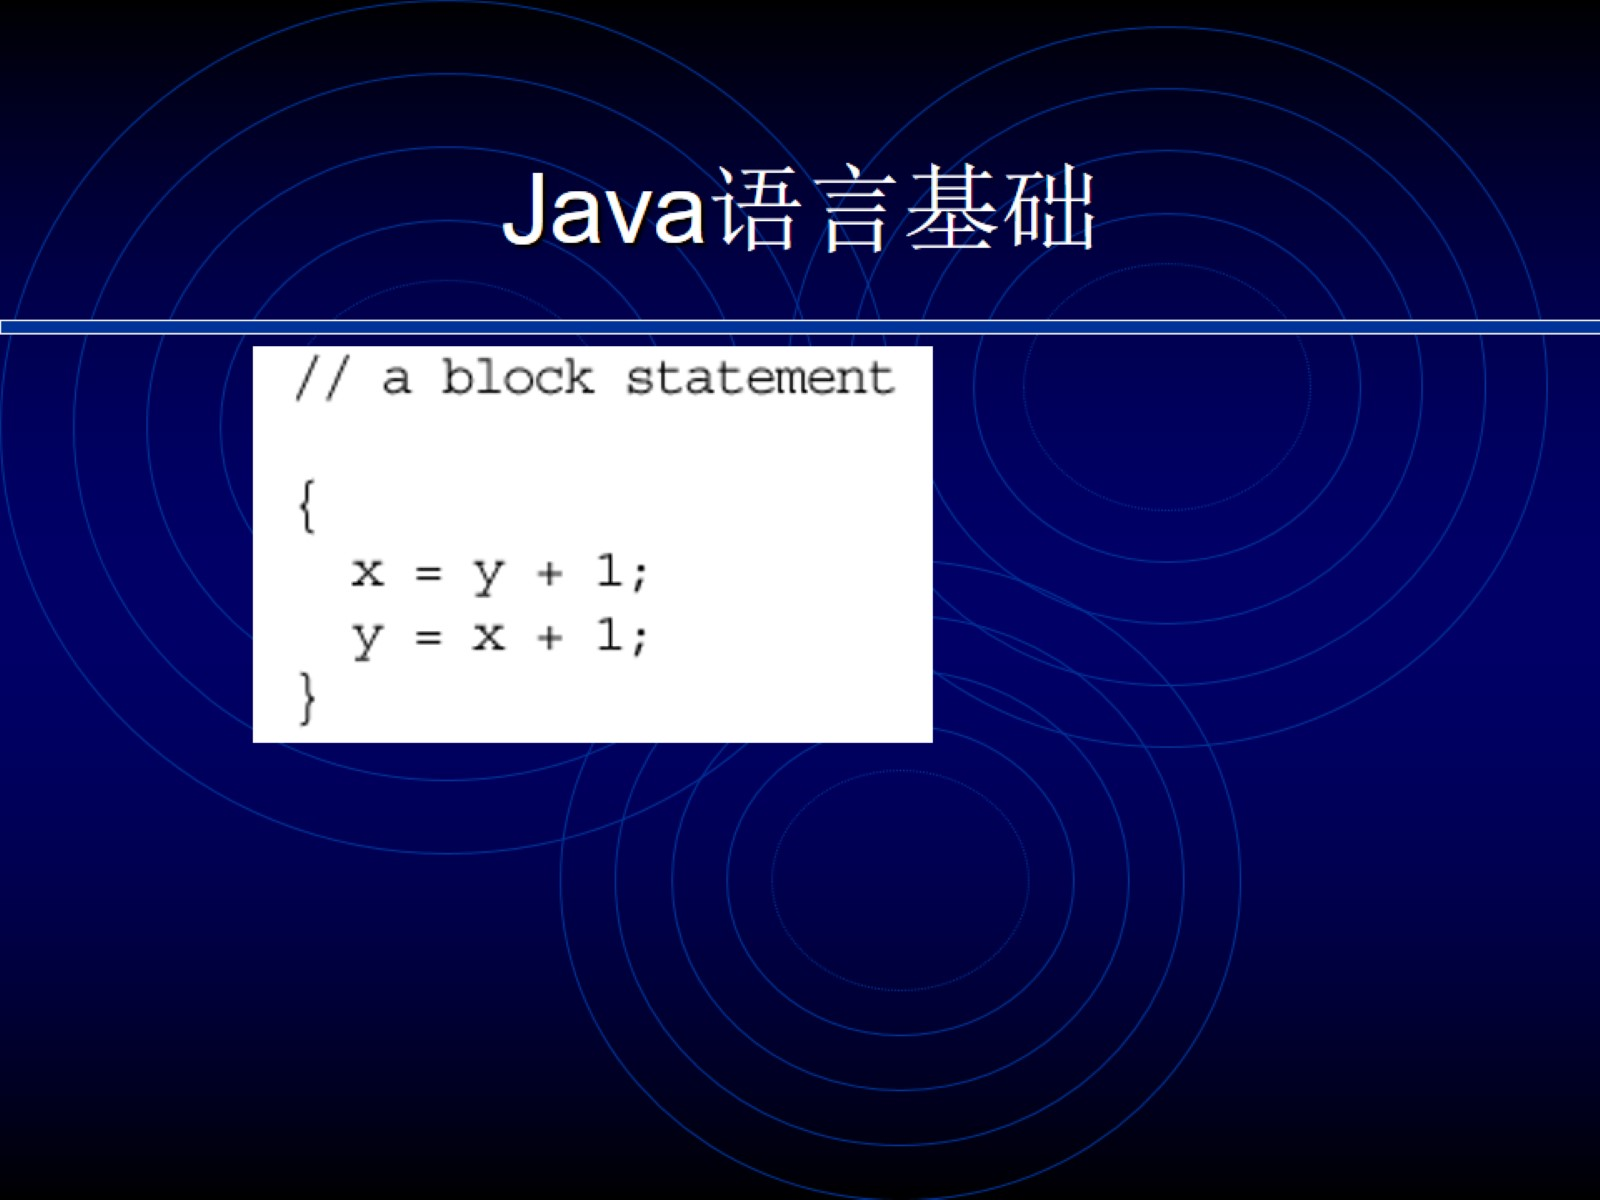 Java语言基础
// a block statement
{
x = y + 1;
y = x + 1;
}